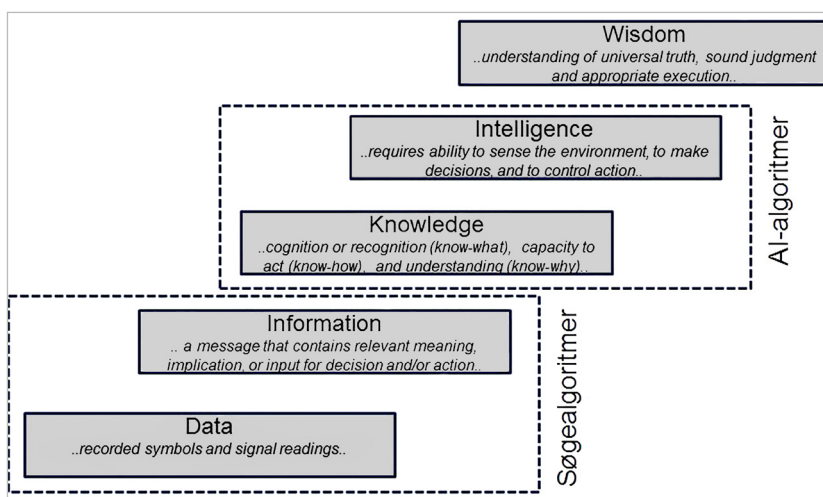 Wisdom
..understanding of universal truth, sound judgment
and appropriate execution..
Intelligence
..requires ability to sense the environment, to make
decisions, and to control action..
Knowledge
..cognition or recognition (know-what), capacity to
act (know-how), and understanding (know-why)..
AI-algoritmer
Information
.. a message that contains relevant meaning,
implication, or input for decision and/or action..
Data
..recorded symbols and signal readings..
Søgealgoritmer